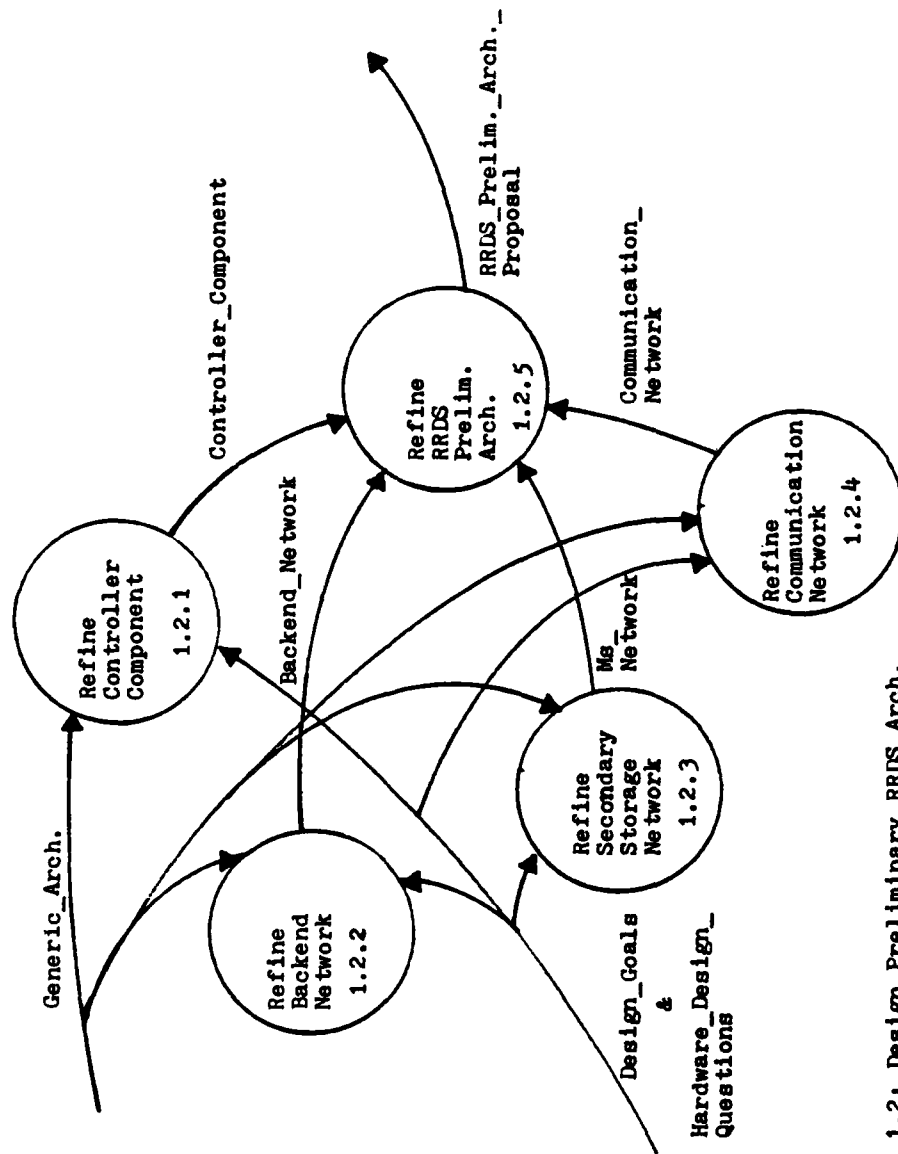 Generic_Arch.
Refine
Controller
Component
1.2.1
Controller_Component
Refine
Backend
Network
1.2.2
Backend_Network
Refine
RRDS
Prelim.
Arch.
1.2.5
RRDS_Prelim._Arch._
Proposal
Design_Goals
&
Hardware_Design_
Questions
Refine
Secondary
Storage
Network
1.2.3
Ms_
Network
Refine
Communication
Network
1.2.4
Communication_
Network
1.2: Design Preliminary RRDS Arch.